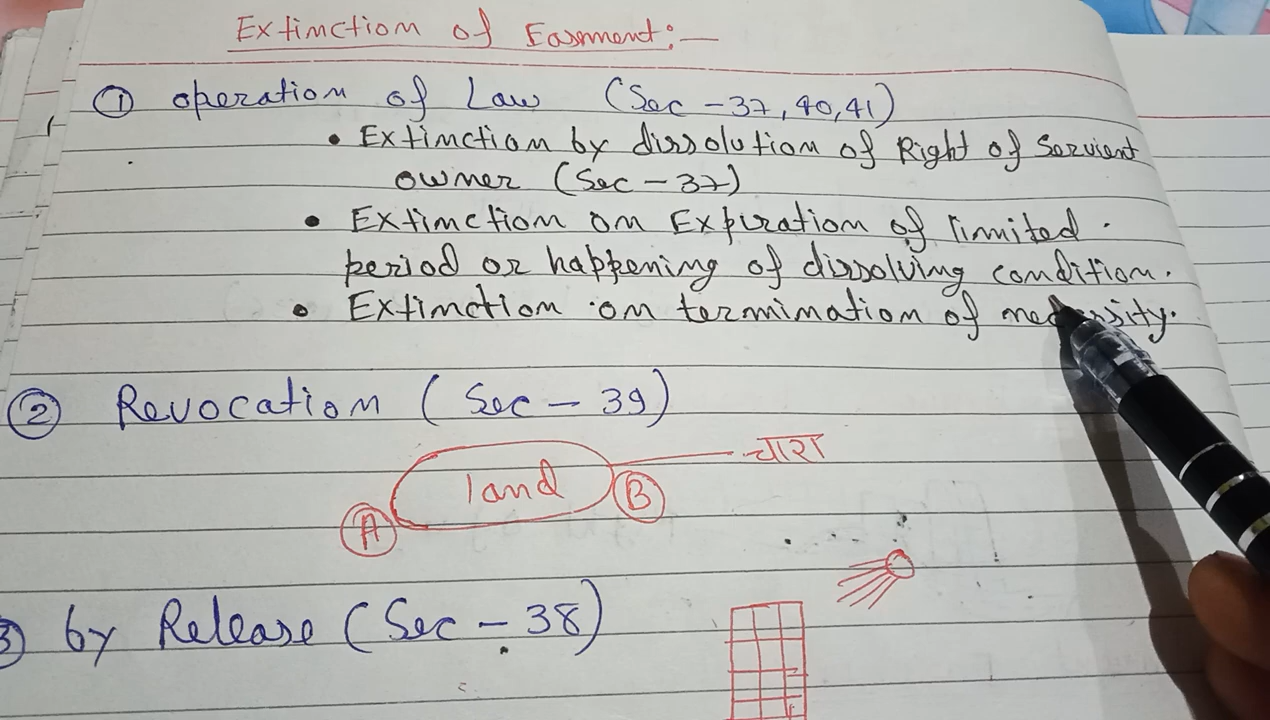 Extinction of Easment:—
① operation of Law (Sec-37, 40, 41)
• Extinction by dissolution of Right of Servient
owner (Sec-37)
• Extinction on Expiration of limited
period or happening of dissolving condition.
• Extinction on termination of necessity.
② Revocation (Sec-39)
land
चारा
B
A
3 by Release (Sec-38)